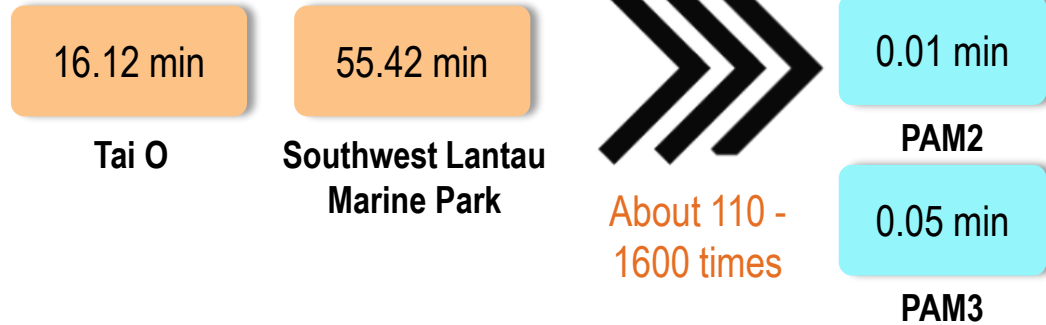 16.12 min
Tai O
55.42 min
Southwest Lantau
Marine Park
About 110 -
1600 times
0.01 min
PAM2
0.05 min
PAM3